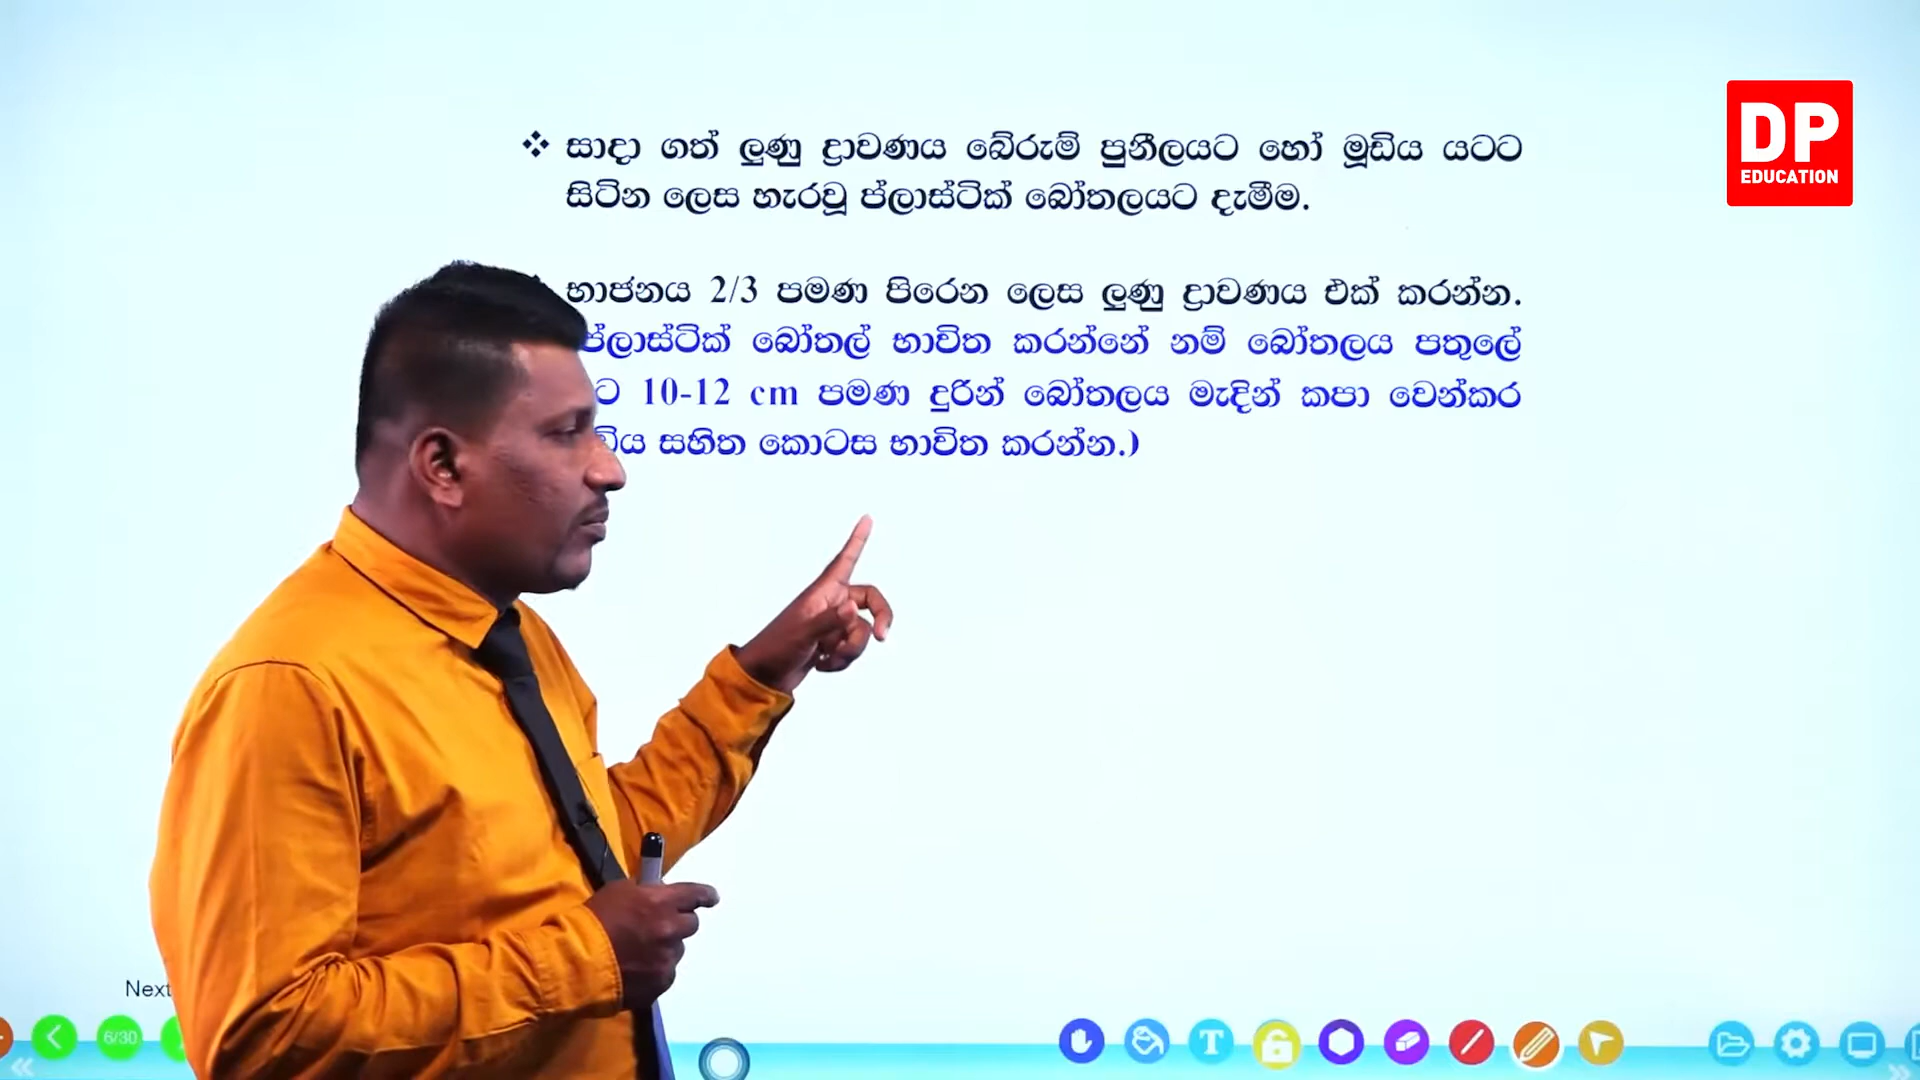 ❖ සාදා ගත් ලුණු ද්‍රාවණය බේරුම් පුනීලයට හෝ මූඩිය යටට
සිටින ලෙස හැරවූ ප්ලාස්ටික් බෝතලයට දැමීම.
DP
EDUCATION
භාජනය 2/3 පමණ පිරෙන ලෙස ලුණු ද්‍රාවණය එක් කරන්න.
ප්ලාස්ටික් බෝතල් භාවිත කරන්නේ නම් බෝතලය පතුලේ
ට 10-12 cm පමණ දුරින් බෝතලය මැදින් කපා වෙන්කර
සහිත කොටස භාවිත කරන්න.)
Next
6/30
T